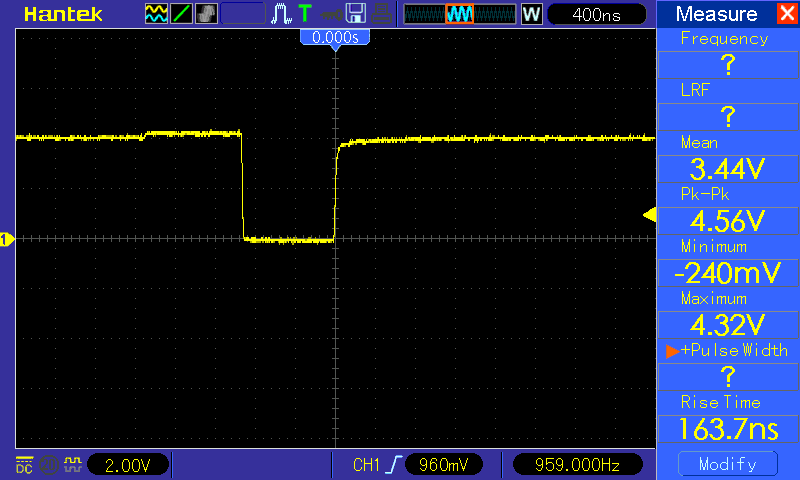 Hantek T W 400ns Measure
0.000s
Frequency
?
LRF
?
Mean
3.44V
Pk-Pk
4.56V
Minimum
-240mV
Maximum
4.32V
+Pulse Width
?
Rise Time
163.7ns
1
DC 2.00V CH1 960mV 959.000Hz Modify